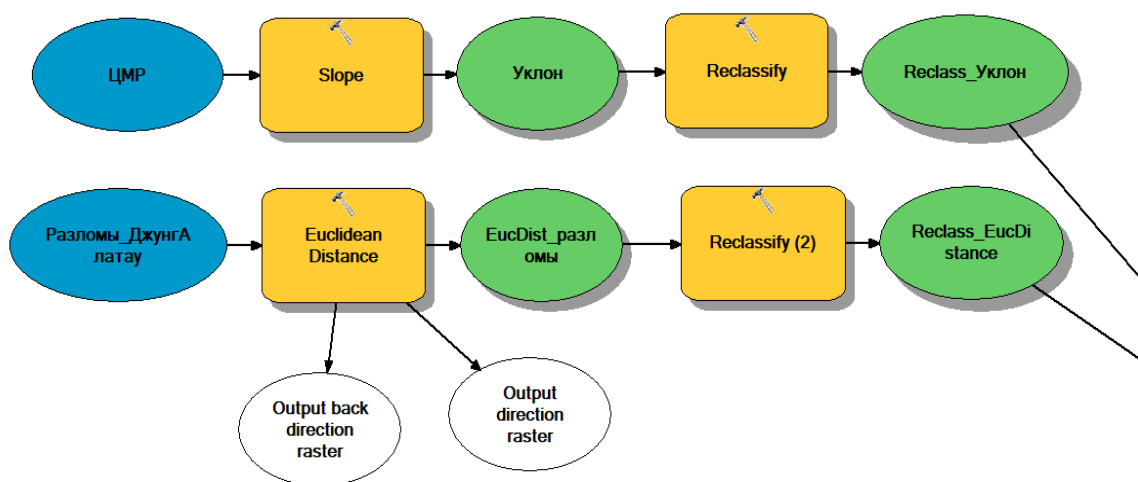 ЦМР
Slope
Уклон
Reclassify
Reclass_Уклон
Разломы_ДжунгА
латау
Euclidean
Distance
EucDist_разл
омы
Reclassify (2)
Reclass_EucDi
stance
Output back
direction
raster
Output
direction
raster